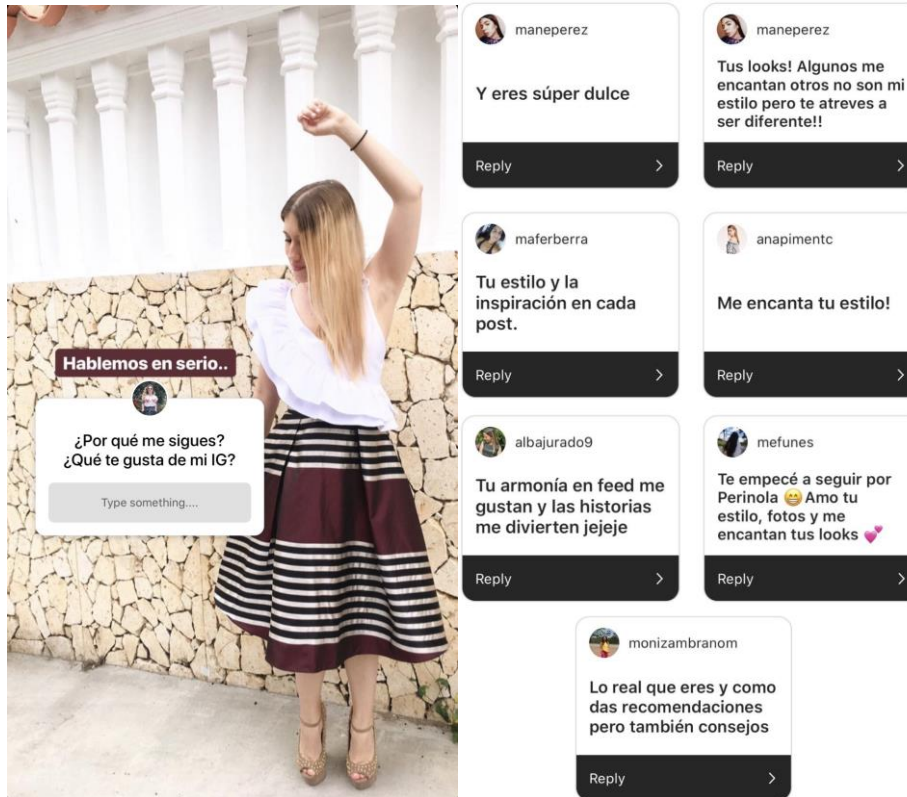 Hablemos en serio..
¿Por qué me sigues?
¿Qué te gusta de mi IG?
Type something....
maneperez
Y eres súper dulce
Reply
maneperez
Tus looks! Algunos me
encantan otros no son mi
estilo pero te atreves a
ser diferente!!
Reply
maferberra
Tu estilo y la
inspiración en cada
post.
Reply
anapimentc
Me encanta tu estilo!
Reply
albajurado9
Tu armonía en feed me
gustan y las historias
me divierten jejeje
Reply
mefunes
Te empecé a seguir por
Perinola 😁 Amo tu
estilo, fotos y me
encantan tus looks 💕
Reply
monizambranom
Lo real que eres y como
das recomendaciones
pero también consejos
Reply